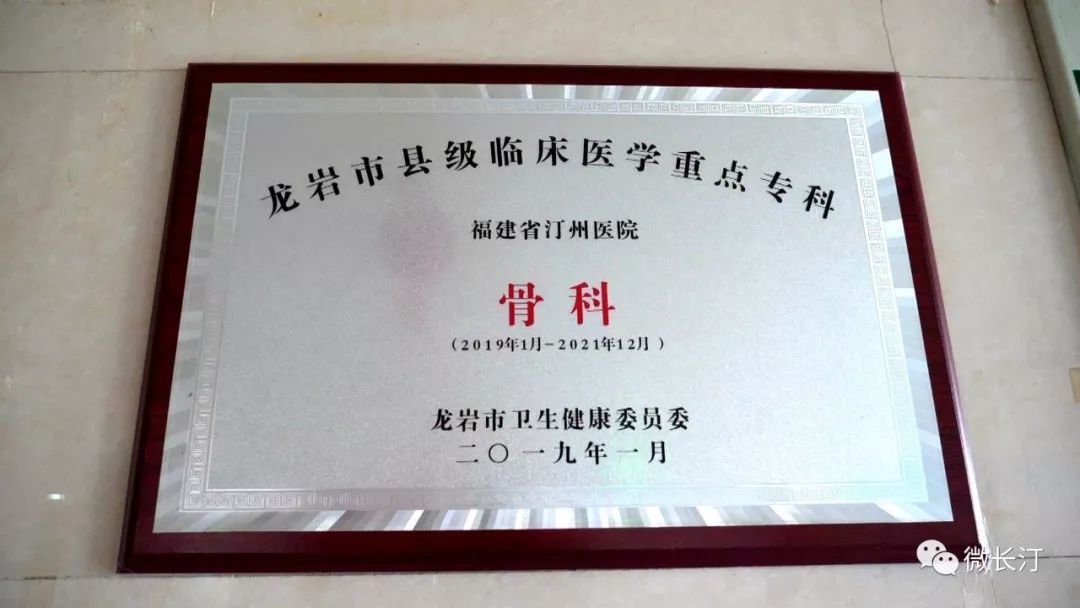 龙岩市县级临床医学重点专科
福建省汀州医院
骨科
（2019年1月-2021年12月）
龙岩市卫生健康委员委
二〇一九年一月
微长汀